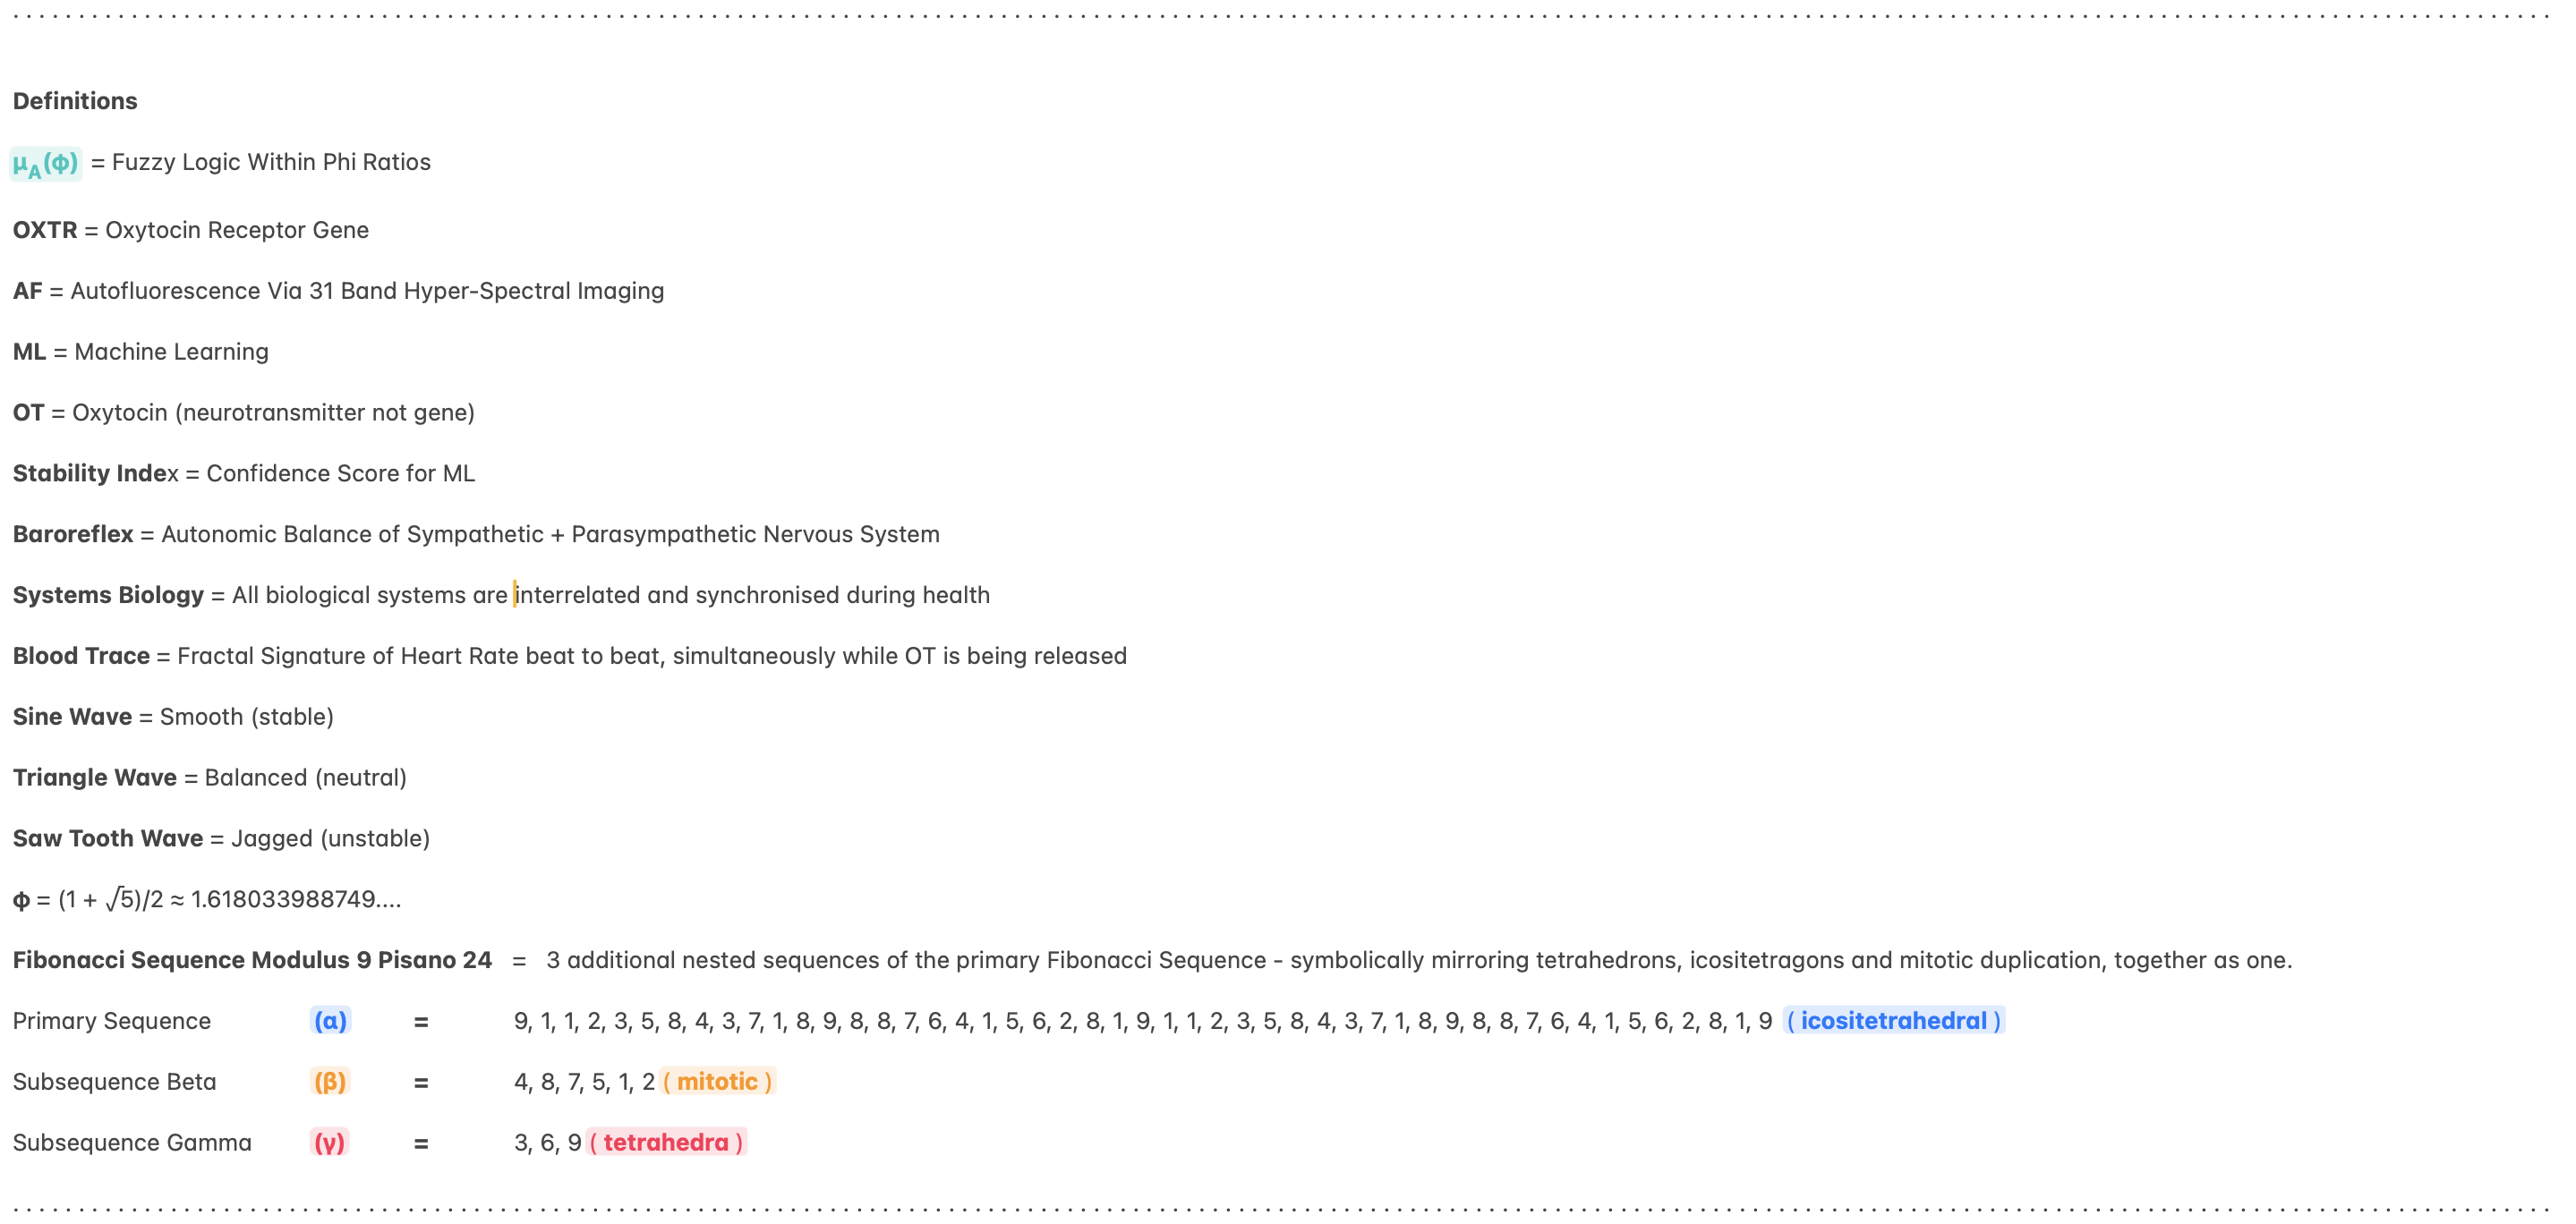 Definitions
μA(ϕ) = Fuzzy Logic Within Phi Ratios
OXTR = Oxytocin Receptor Gene
AF = Autofluorescence Via 31 Band Hyper-Spectral Imaging
ML = Machine Learning
OT = Oxytocin (neurotransmitter not gene)
Stability Index = Confidence Score for ML
Baroreflex = Autonomic Balance of Sympathetic + Parasympathetic Nervous System
Systems Biology = All biological systems are interrelated and synchronised during health
Blood Trace = Fractal Signature of Heart Rate beat to beat, simultaneously while OT is being released
Sine Wave = Smooth (stable)
Triangle Wave = Balanced (neutral)
Saw Tooth Wave = Jagged (unstable)
ϕ = (1 + √5)/2 ≈ 1.618033988749....
Fibonacci Sequence Modulus 9 Pisano 24 = 3 additional nested sequences of the primary Fibonacci Sequence - symbolically mirroring tetrahedrons, icositetragons and mitotic duplication, together as one.
Primary Sequence (α) = 9, 1, 1, 2, 3, 5, 8, 4, 3, 7, 1, 8, 9, 8, 8, 7, 6, 4, 1, 5, 6, 2, 8, 1, 9, 1, 1, 2, 3, 5, 8, 4, 3, 7, 1, 8, 9, 8, 8, 7, 6, 4, 1, 5, 6, 2, 8, 1, 9 ( icositetrahedral )
Subsequence Beta (β) = 4, 8, 7, 5, 1, 2 ( mitotic )
Subsequence Gamma (γ) = 3, 6, 9 ( tetrahedra )